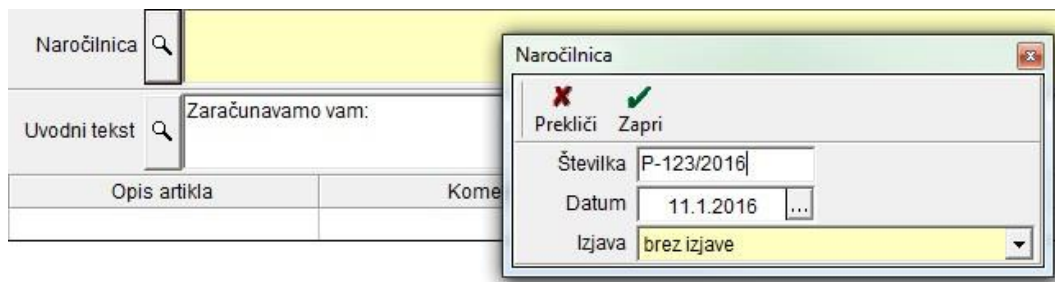 Naročilnica
Uvodni tekst
Zaračunavamo vam:
Opis artikla
Naročilnica
Prekliči Zapri
Številka P-123/2016
Datum 11.1.2016 ...
Izjava brez izjave